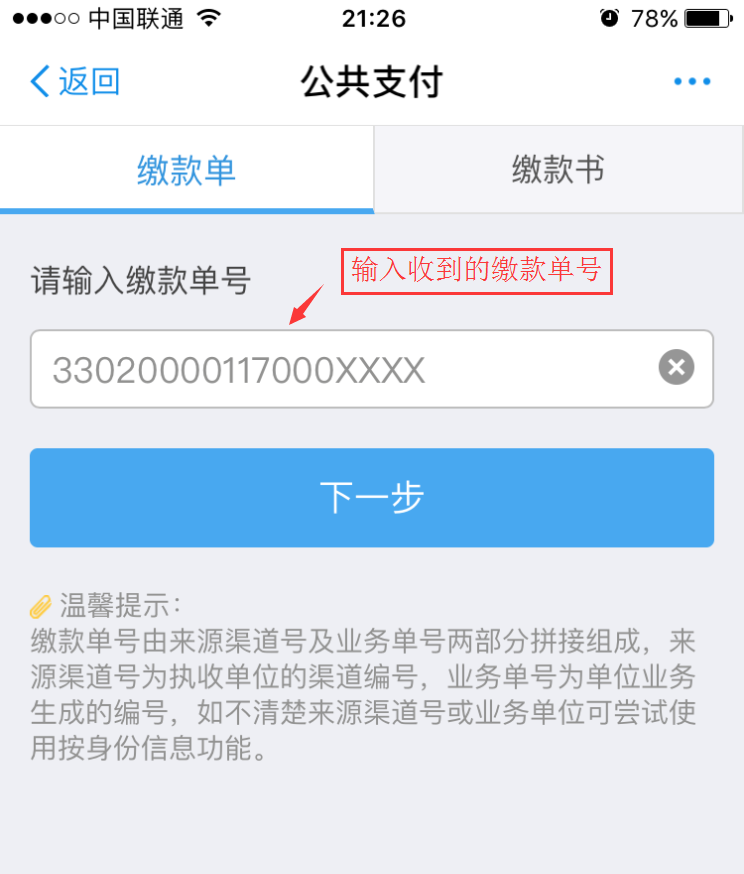 中国联通 21:26 78%
返回 公共支付
缴款单 缴款书
请输入缴款单号 输入收到的缴款单号
33020000117000XXXX
下一步
温馨提示：
缴款单号由来源渠道号及业务单号两部分拼接组成，来
源渠道号为执收单位的渠道编号，业务单号为单位业务
生成的编号，如不清楚来源渠道号或业务单位可尝试使
用按身份信息功能。